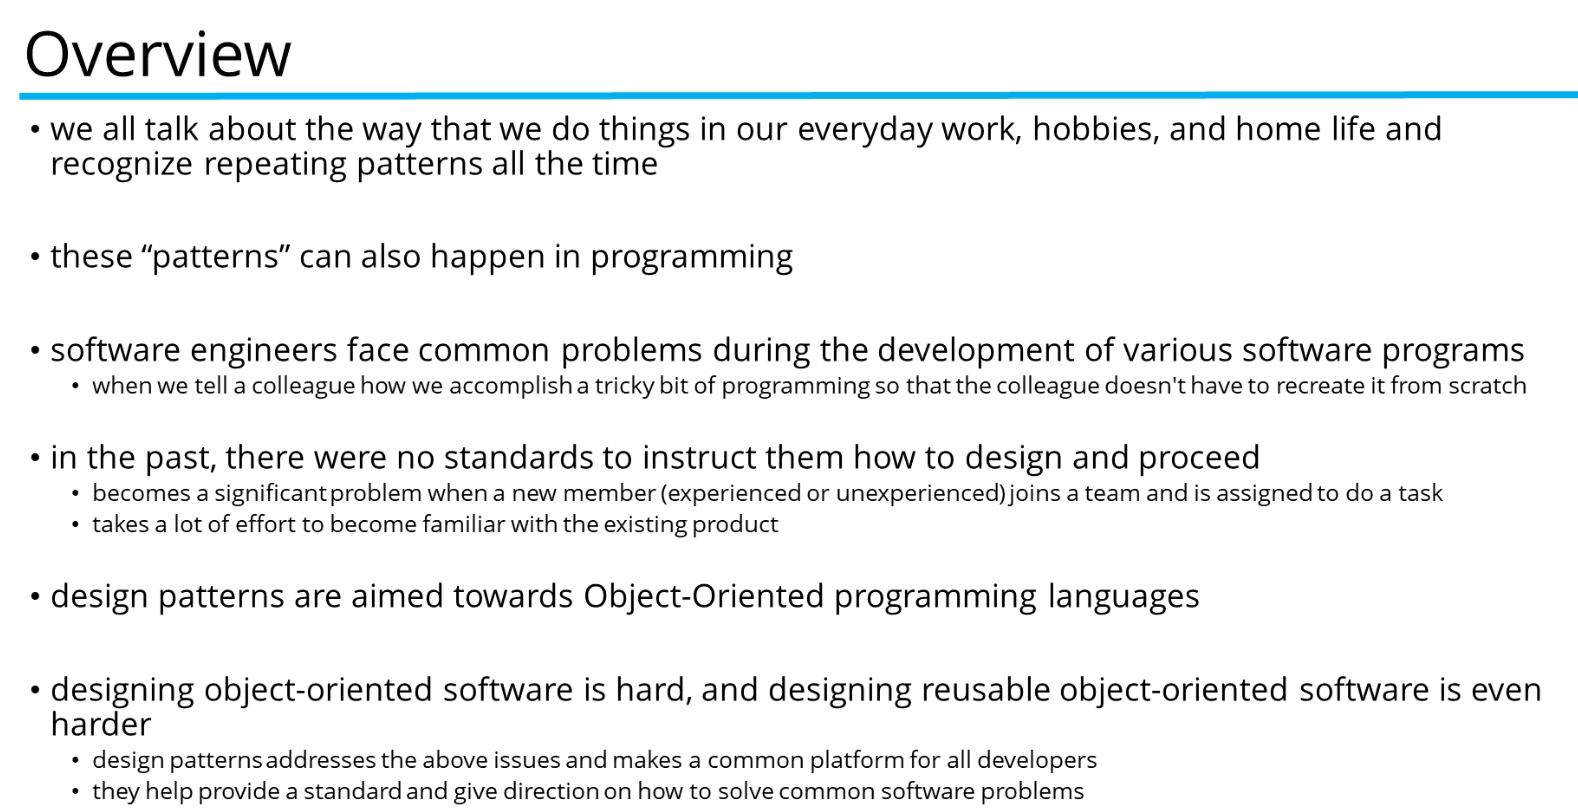 Overview
• we all talk about the way that we do things in our everyday work, hobbies, and home life and
recognize repeating patterns all the time
• these “patterns” can also happen in programming
• software engineers face common problems during the development of various software programs
• when we tell a colleague how we accomplish a tricky bit of programming so that the colleague doesn't have to recreate it from scratch
• in the past, there were no standards to instruct them how to design and proceed
• becomes a significant problem when a new member (experienced or unexperienced) joins a team and is assigned to do a task
• takes a lot of effort to become familiar with the existing product
• design patterns are aimed towards Object-Oriented programming languages
• designing object-oriented software is hard, and designing reusable object-oriented software is even
harder
• design patterns addresses the above issues and makes a common platform for all developers
• they help provide a standard and give direction on how to solve common software problems